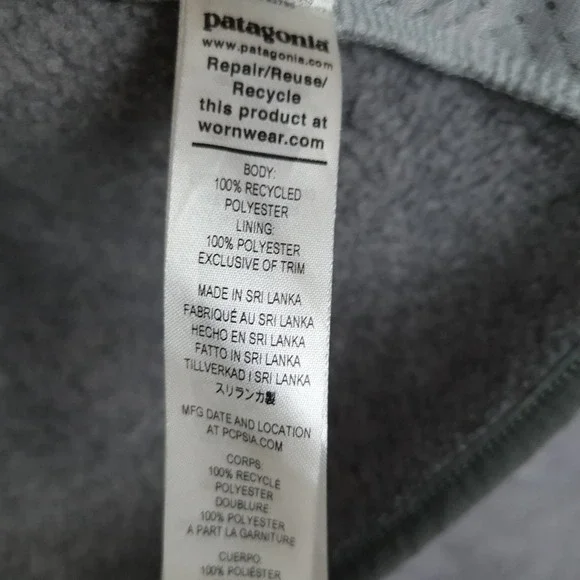 patagonia
www.patagonia.com
Repair/Reuse/
Recycle
this product at
wornwear.com
BODY:
100% RECYCLED
POLYESTER
LINING:
100% POLYESTER
EXCLUSIVE OF TRIM
MADE IN SRI LANKA
FABRIQUÉ AU SRI LANKA
HECHO EN SRI LANKA
FATTO IN SRI LANKA
TILLVERKAD I SRI LANKA
スリランカ製
MFG DATE AND LOCATION
AT PCPSIA.COM
CORPS:
100% RECYCLÉ
POLYESTER
DOUBLURE
100% POLYESTER
A PART LA GARNITURE
CUERPO:
100% POLIÉSTER